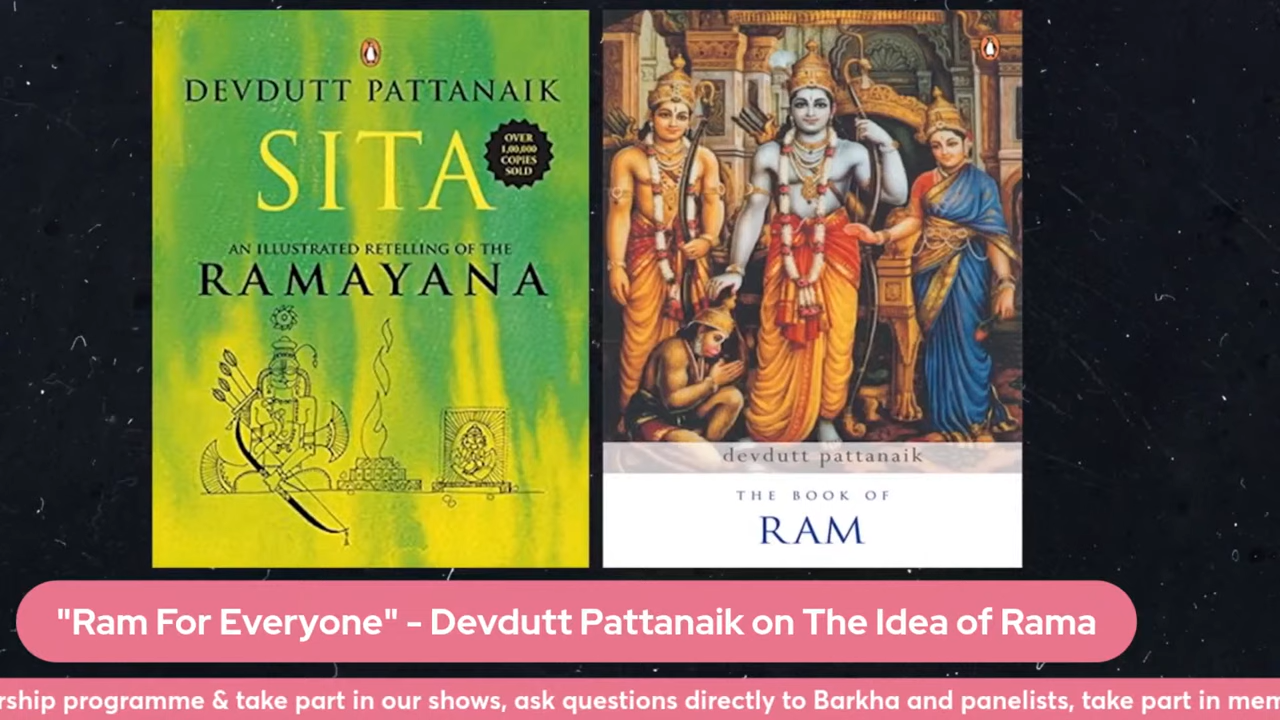 DEVDUTT PATTANAIK
SITA
OVER
1,00,000
COPIES
SOLD
AN ILLUSTRATED RETELLING OF THE
RAMAYANA
devdutt pattanaik
THE BOOK OF
RAM
"Ram For Everyone" - Devdutt Pattanaik on The Idea of Rama
rship programme & take part in our shows, ask questions directly to Barkha and panelists, take part in mem